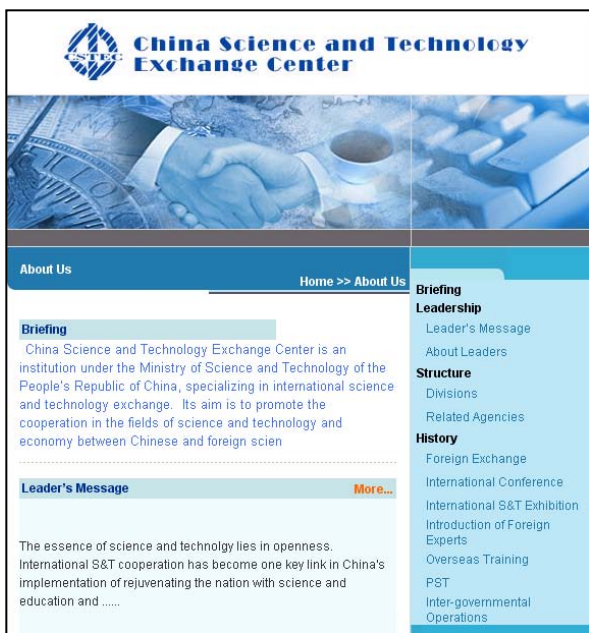 CSTEC
China Science and Technology
Exchange Center
About Us
Home >> About Us
Briefing
China Science and Technology Exchange Center is an
institution under the Ministry of Science and Technology of the
People's Republic of China, specializing in international science
and technology exchange. Its aim is to promote the
cooperation in the fields of science and technology and
economy between Chinese and foreign scien
Leader's Message
More...
The essence of science and technolgy lies in openness.
International S&T cooperation has become one key link in China's
implementation of rejuvenating the nation with science and
education and ......
Briefing
Leadership
Leader's Message
About Leaders
Structure
Divisions
Related Agencies
History
Foreign Exchange
International Conference
International S&T Exhibition
Introduction of Foreign
Experts
Overseas Training
PST
Inter-governmental
Operations